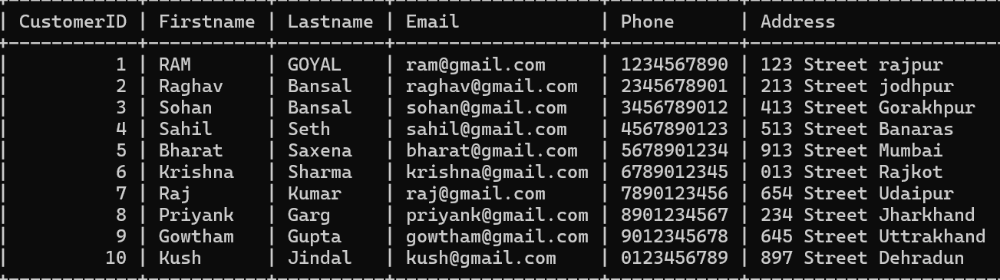 | CustomerID | Firstname | Lastname | Email | Phone | Address
| 1 | RAM | GOYAL | ram@gmail.com | 1234567890 | 123 Street rajpur
| 2 | Raghav | Bansal | raghav@gmail.com | 2345678901 | 213 Street jodhpur
| 3 | Sohan | Bansal | sohan@gmail.com | 3456789012 | 413 Street Gorakhpur
| 4 | Sahil | Seth | sahil@gmail.com | 4567890123 | 513 Street Banaras
| 5 | Bharat | Saxena | bharat@gmail.com | 5678901234 | 913 Street Mumbai
| 6 | Krishna | Sharma | krishna@gmail.com | 6789012345 | 013 Street Rajkot
| 7 | Raj | Kumar | raj@gmail.com | 7890123456 | 654 Street Udaipur
| 8 | Priyank | Garg | priyank@gmail.com | 8901234567 | 234 Street Jharkhand
| 9 | Gowtham | Gupta | gowtham@gmail.com | 9012345678 | 645 Street Uttrakhand
| 10 | Kush | Jindal | kush@gmail.com | 0123456789 | 897 Street Dehradun